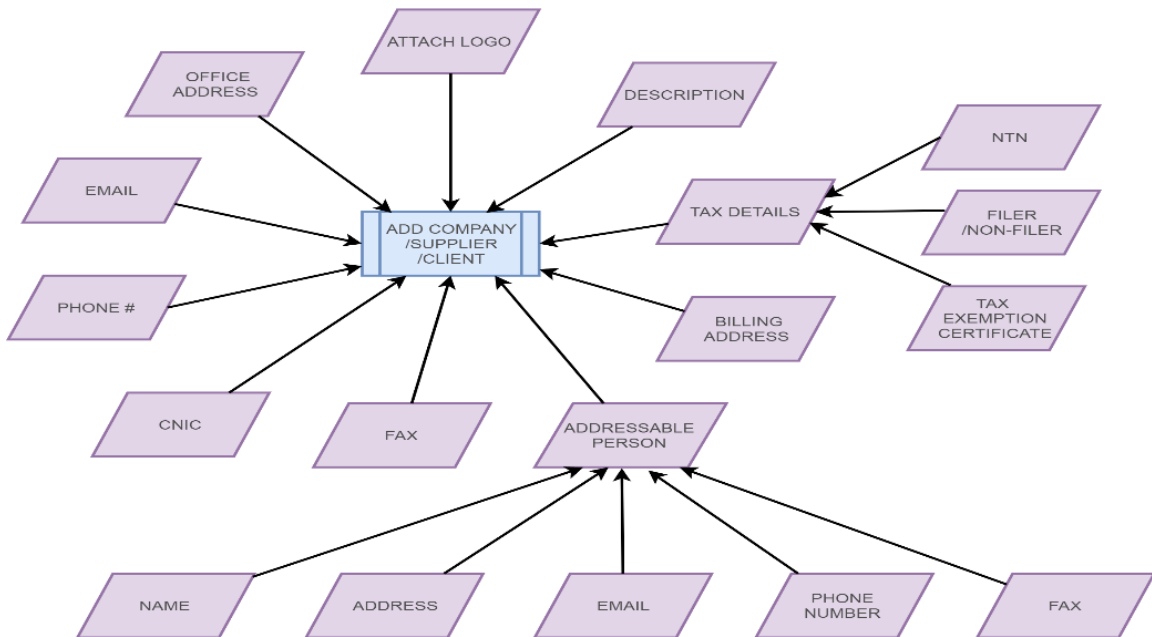 ATTACH LOGO
OFFICE
ADDRESS
DESCRIPTION
NTN
EMAIL
TAX DETAILS
FILER
/NON-FILER
ADD COMPANY
/SUPPLIER
/CLIENT
PHONE #
BILLING
ADDRESS
TAX
EXEMPTION
CERTIFICATE
CNIC
FAX
ADDRESSABLE
PERSON
NAME
ADDRESS
EMAIL
PHONE
NUMBER
FAX